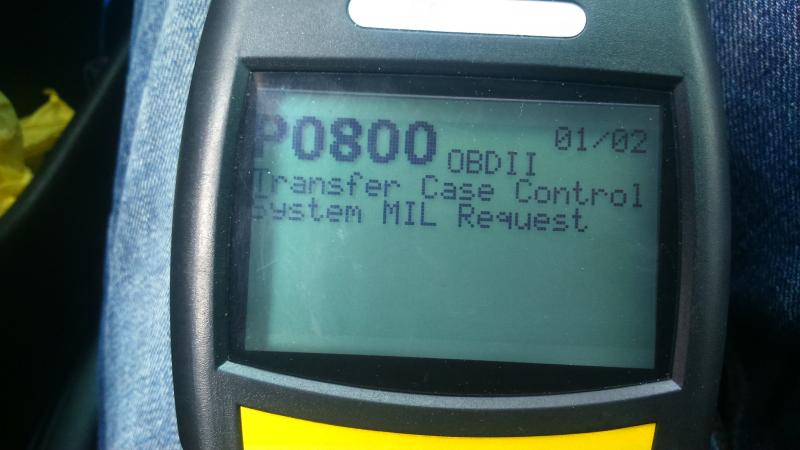 P0800 OBDII 01/02
Transfer Case Control
System MIL Request